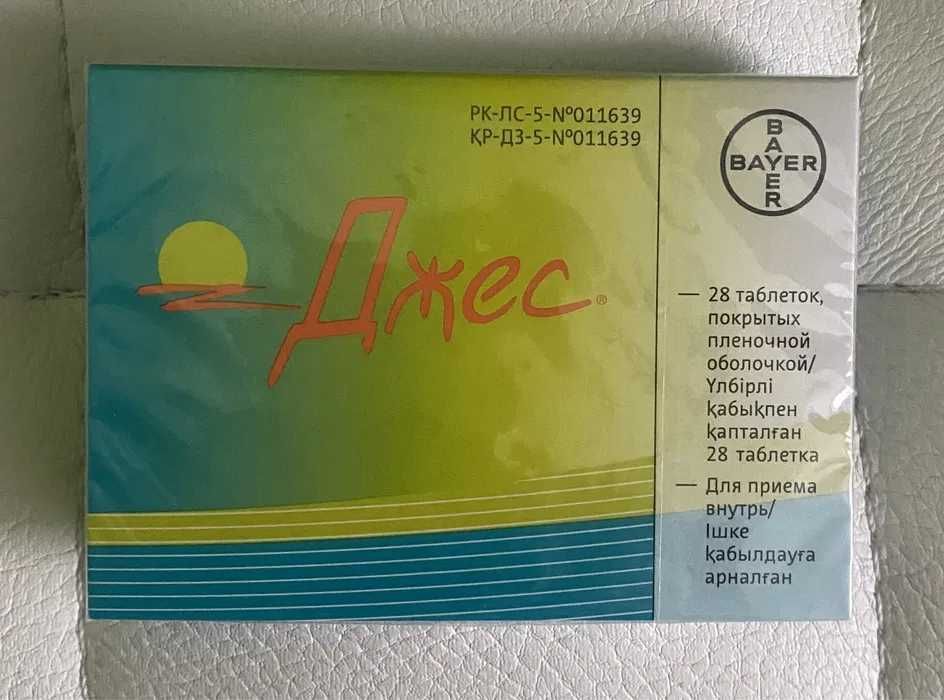 РК-ЛС-5-№011639
ҚР-ДЗ-5-№011639
Джес®
BAYER
BAYER
— 28 таблеток,
покрытых
пленочной
оболочкой/
Үлбірлі
қабықпен
қапталған
28 таблетка
— Для приема
внутрь/
Ішке
қабылдауға
арналған